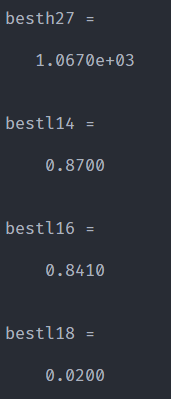 besth27 =
1.0670e+03
bestl14 =
0.8700
bestl16 =
0.8410
bestl18 =
0.0200